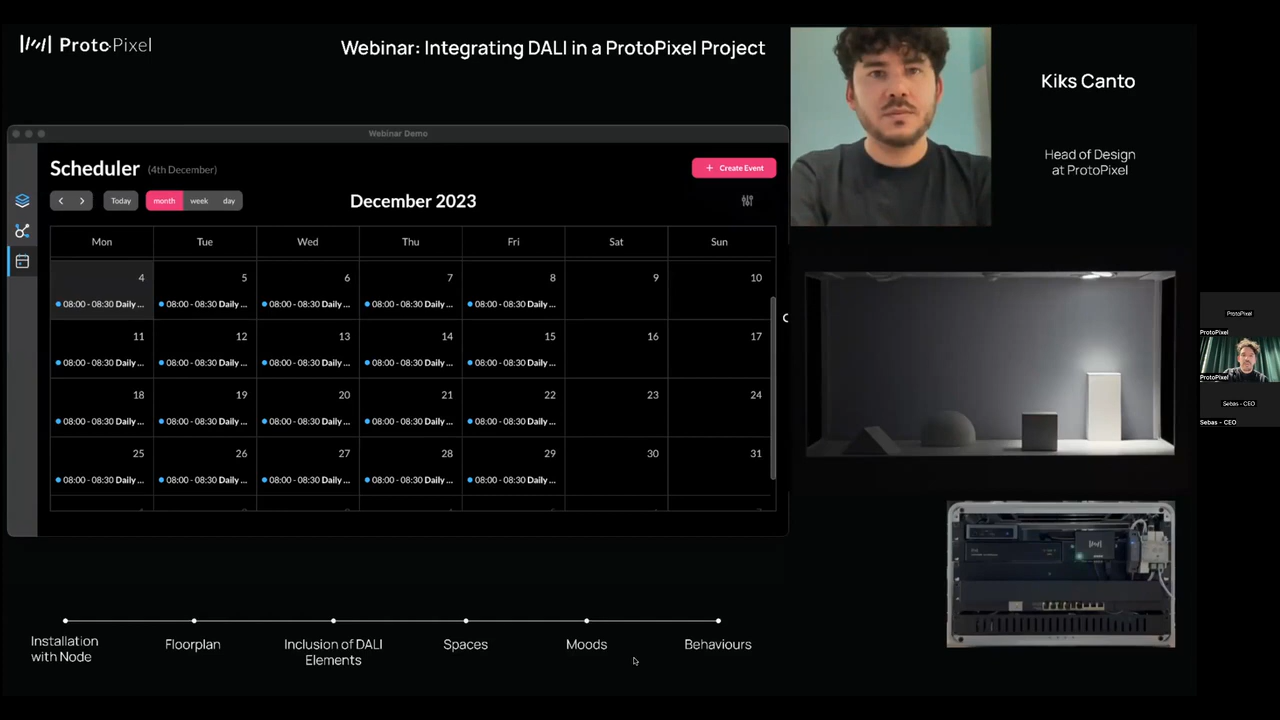 ProtoPixel
Webinar: Integrating DALI in a ProtoPixel Project
Kiks Canto
Head of Design
at ProtoPixel
Webinar Demo
Scheduler (4th December)
+ Create Event
Today month week day
December 2023
Mon Tue Wed Thu Fri Sat Sun
4 5 6 7 8 9 10
08:00 - 08:30 Daily ... 08:00 - 08:30 Daily ... 08:00 - 08:30 Daily ... 08:00 - 08:30 Daily ... 08:00 - 08:30 Daily ...
11 12 13 14 15 16 17
08:00 - 08:30 Daily ... 08:00 - 08:30 Daily ... 08:00 - 08:30 Daily ... 08:00 - 08:30 Daily ... 08:00 - 08:30 Daily ...
18 19 20 21 22 23 24
08:00 - 08:30 Daily ... 08:00 - 08:30 Daily ... 08:00 - 08:30 Daily ... 08:00 - 08:30 Daily ... 08:00 - 08:30 Daily ...
25 26 27 28 29 30 31
08:00 - 08:30 Daily ... 08:00 - 08:30 Daily ... 08:00 - 08:30 Daily ... 08:00 - 08:30 Daily ... 08:00 - 08:30 Daily ...
ProtoPixel
ProtoPixel
ProtoPixel
Sebas - CEO
Sebas - CEO
Installation
with Node
Floorplan
Inclusion of DALI
Elements
Spaces
Moods
Behaviours